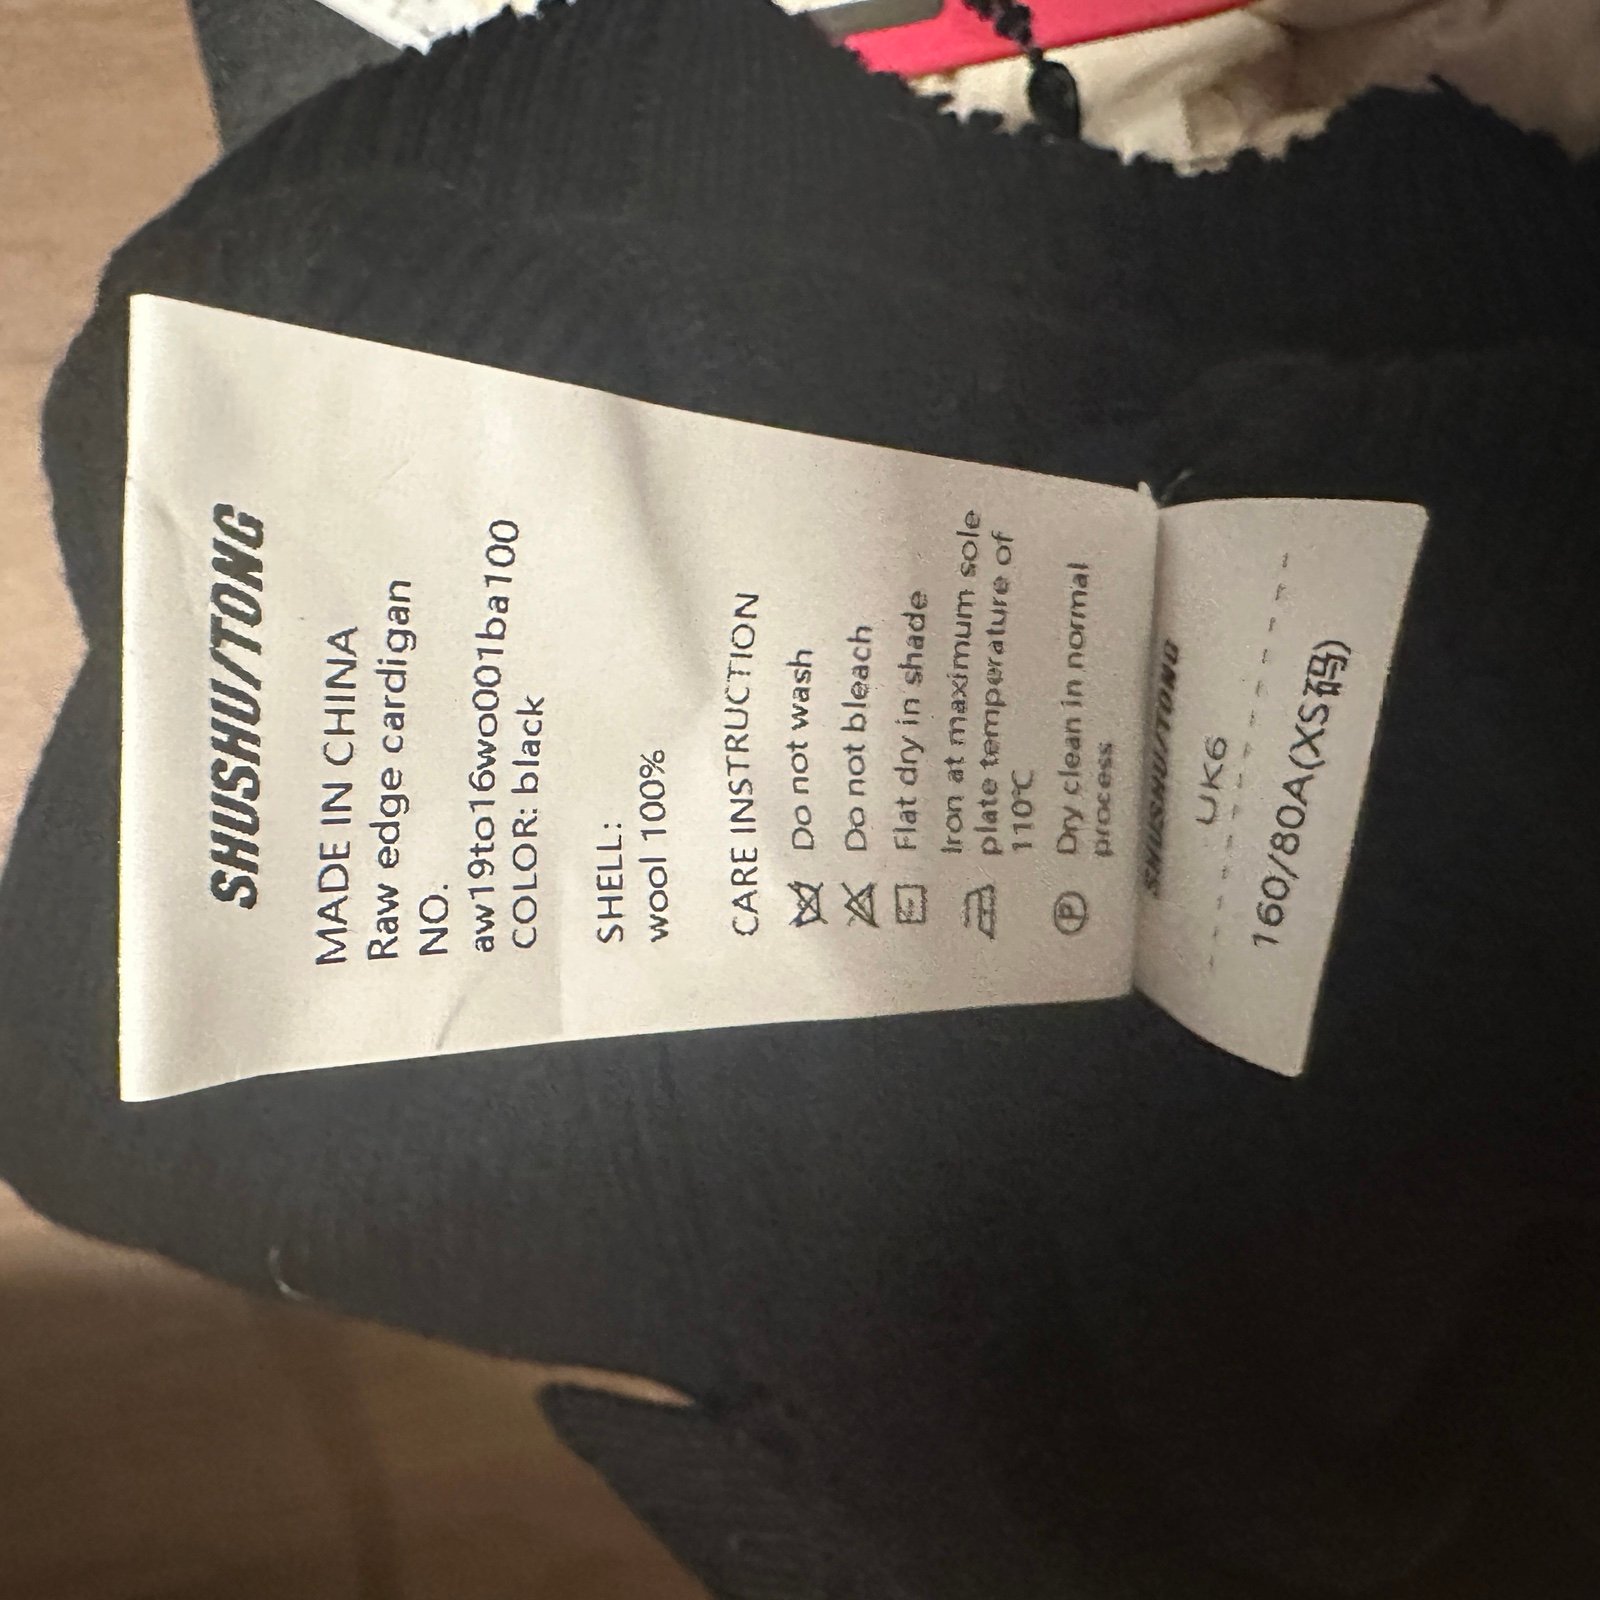 SHUSHU/TONG
MADE IN CHINA
Raw edge cardigan
NO.
aw19to16wo001ba100
COLOR: black
SHELL:
wool 100%
CARE INSTRUCTION
Do not wash
Do not bleach
Flat dry in shade
Iron at maximum sole
plate temperature of
110℃
P Dry clean in normal
process
SHUSHU/TONG
UK6
160/80A(XS码)